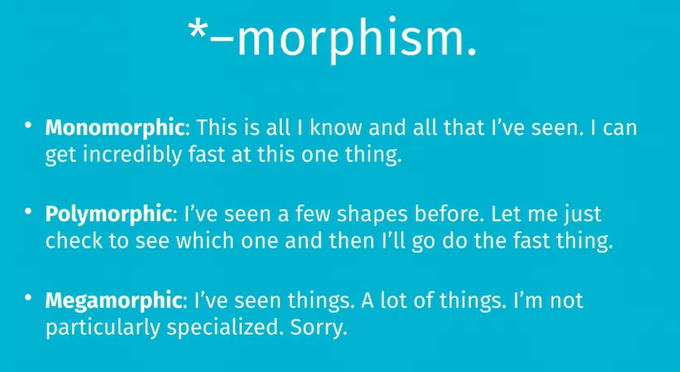 *–morphism.
• Monomorphic: This is all I know and all that I’ve seen. I can
get incredibly fast at this one thing.
• Polymorphic: I’ve seen a few shapes before. Let me just
check to see which one and then I’ll go do the fast thing.
• Megamorphic: I’ve seen things. A lot of things. I’m not
particularly specialized. Sorry.